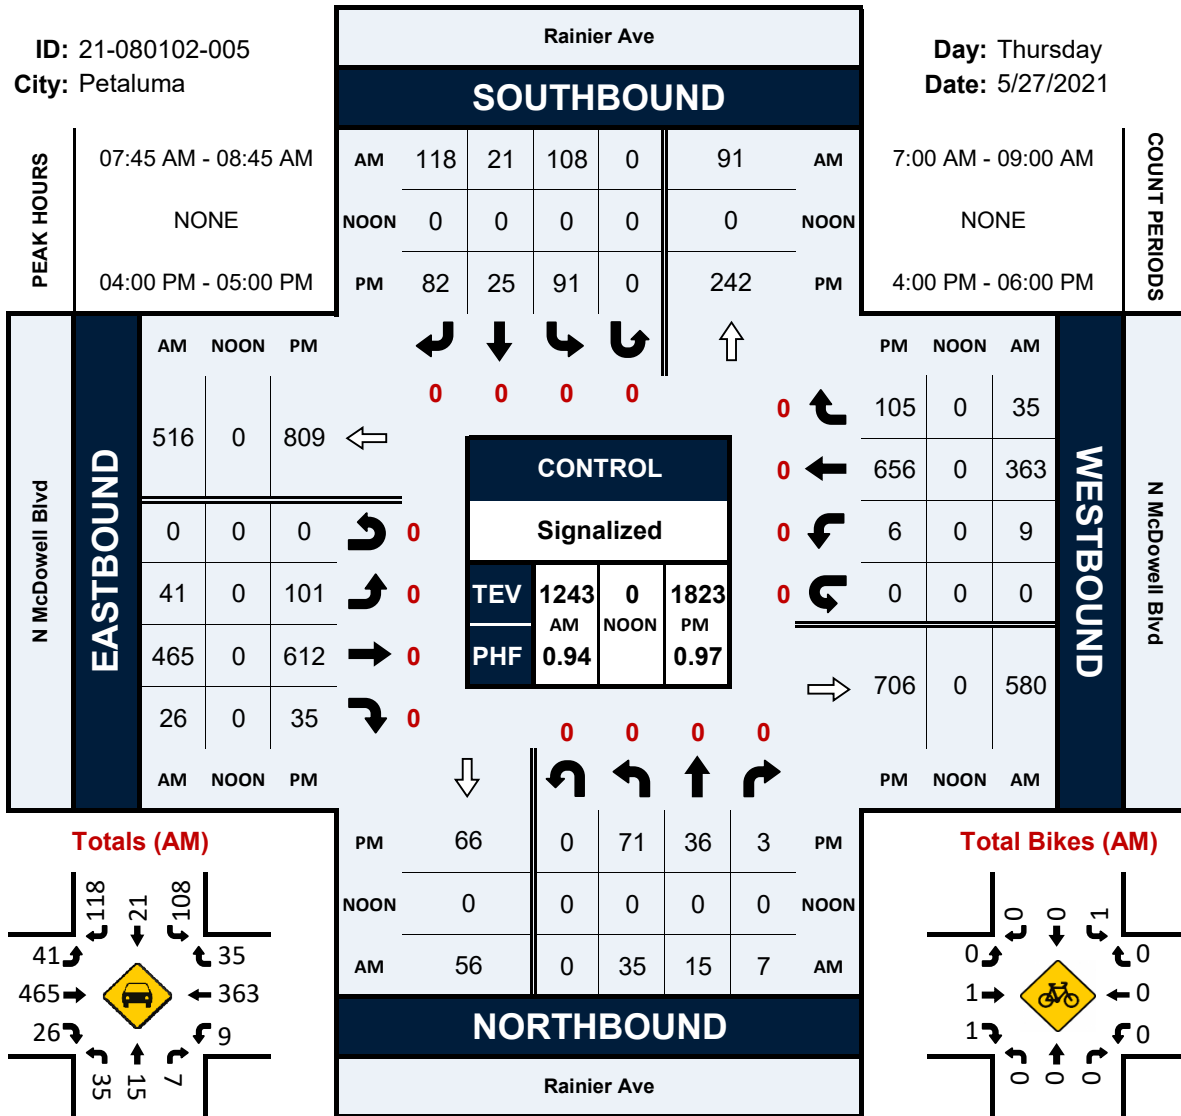 Rainier Ave
ID: 21-080102-005
City: Petaluma
Day: Thursday
Date: 5/27/2021
SOUTHBOUND
PEAK HOURS
07:45 AM - 08:45 AM
NONE
04:00 PM - 05:00 PM
AM 118 21 108 0 91 AM
NOON 0 0 0 0 0 NOON
PM 82 25 91 0 242 PM
7:00 AM - 09:00 AM
NONE
4:00 PM - 06:00 PM
COUNT PERIODS
0 0 0 0
N McDowell Blvd
EASTBOUND
AM NOON PM
516 0 809
0 0 0 0
41 0 101 0
465 0 612 0
26 0 35 0
AM NOON PM
CONTROL
Signalized
TEV 1243 0 1823
AM NOON PM
PHF 0.94 0.97
PM NOON AM
0 105 0 35
0 656 0 363
0 6 0 9
0 0 0 0
706 0 580
PM NOON AM
WESTBOUND
N McDowell Blvd
0 0 0 0
PM 66 0 71 36 3 PM
NOON 0 0 0 0 0 NOON
AM 56 0 35 15 7 AM
NORTHBOUND
Rainier Ave
Totals (AM)
118 21 108
41 35
465 363
26 9
35 15 7
Total Bikes (AM)
0 0 1
0 0
1 0
1 0
0 0 0